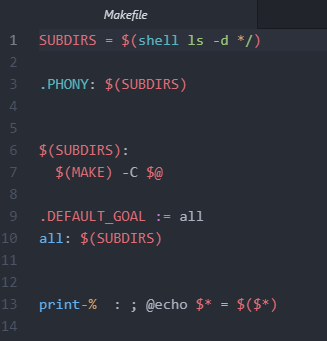 Makefile
1 SUBDIRS = $(shell ls -d */)
2
3 .PHONY: $(SUBDIRS)
4
5
6 $(SUBDIRS):
7   $(MAKE) -C $@
8
9 .DEFAULT_GOAL := all
10 all: $(SUBDIRS)
11
12
13 print-%  : ; @echo $* = $($*)
14